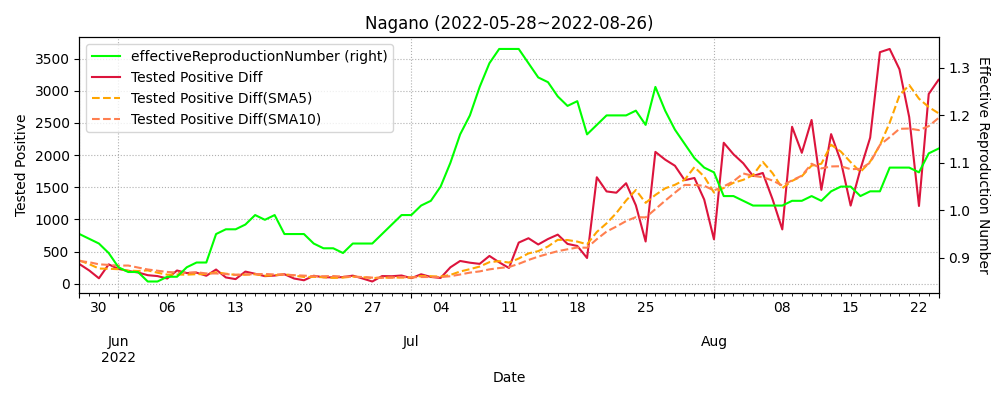 Nagano (2022-05-28~2022-08-26)
effectiveReproductionNumber (right)
Tested Positive Diff
Tested Positive Diff(SMA5)
Tested Positive Diff(SMA10)
Tested Positive
3500
3000
2500
2000
1500
1000
500
0
Effective Reproduction Number
1.3
1.2
1.1
1.0
0.9
30 06 13 20 27 04 11 18 25 08 15 22
Jun Jul Aug
2022
Date